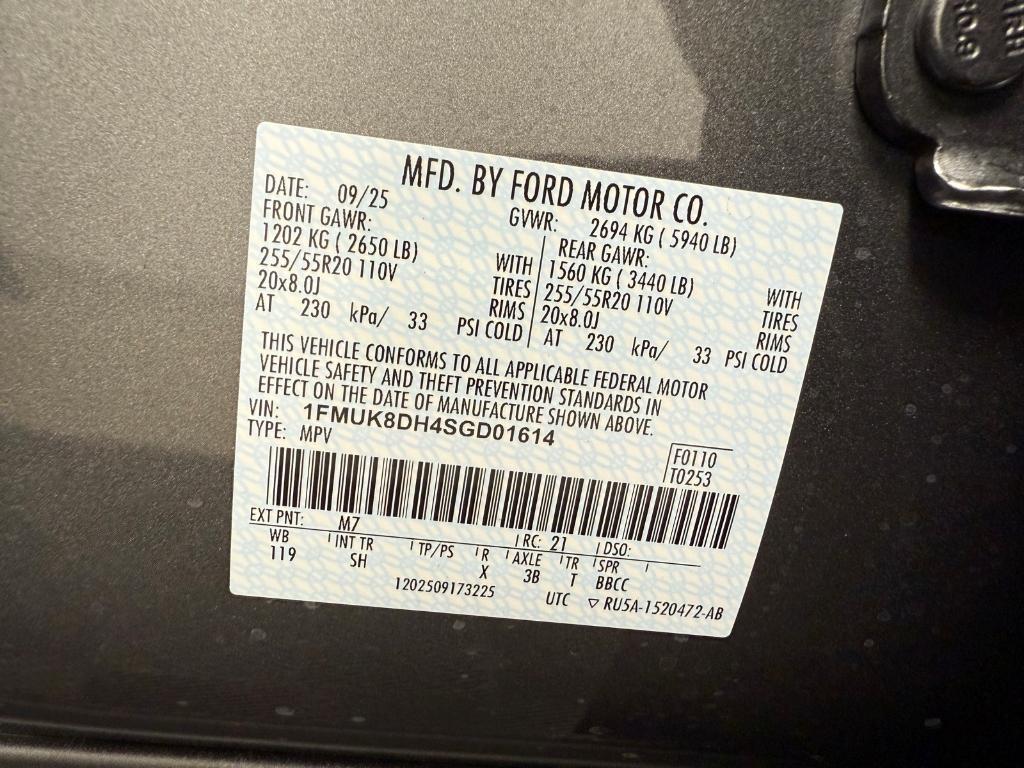 MFD. BY FORD MOTOR CO.
DATE: 09/25 GVWR: 2694 KG ( 5940 LB)
FRONT GAWR: REAR GAWR:
1202 KG ( 2650 LB) WITH 1560 KG ( 3440 LB) WITH
255/55R20 110V TIRES 255/55R20 110V TIRES
20x8.0J RIMS 20x8.0J RIMS
AT 230 kPa/ 33 PSI COLD AT 230 kPa/ 33 PSI COLD
THIS VEHICLE CONFORMS TO ALL APPLICABLE FEDERAL MOTOR
VEHICLE SAFETY AND THEFT PREVENTION STANDARDS IN
EFFECT ON THE DATE OF MANUFACTURE SHOWN ABOVE.
VIN: 1FMUK8DH4SGD01614
TYPE: MPV
F0110
T0253
EXT PNT: M7 RC: 21 DSO:
WB INT TR TP/PS R AXLE TR SPR
119 SH X 3B T BBCC
1202509173225 UTC ▽ RU5A-1520472-AB